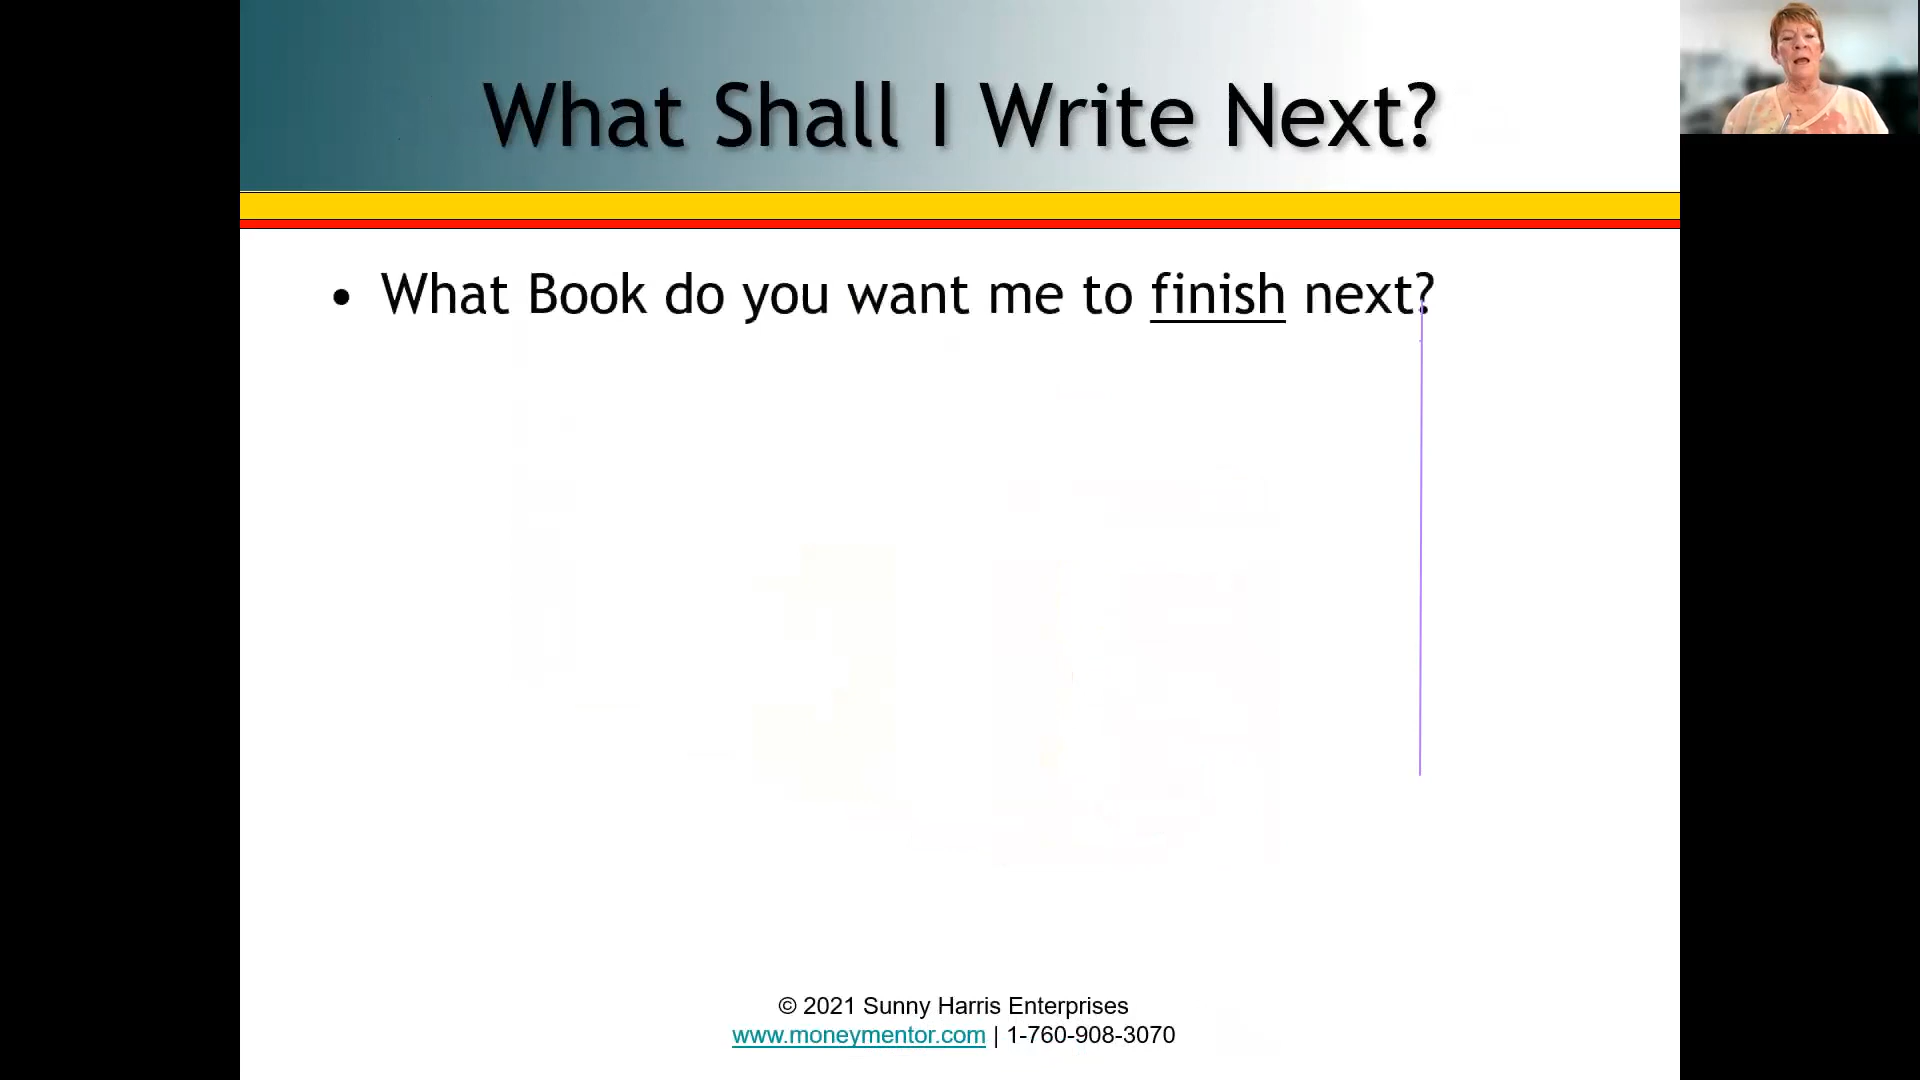 What Shall I Write Next?
• What Book do you want me to finish next?
© 2021 Sunny Harris Enterprises
www.moneymentor.com | 1-760-908-3070